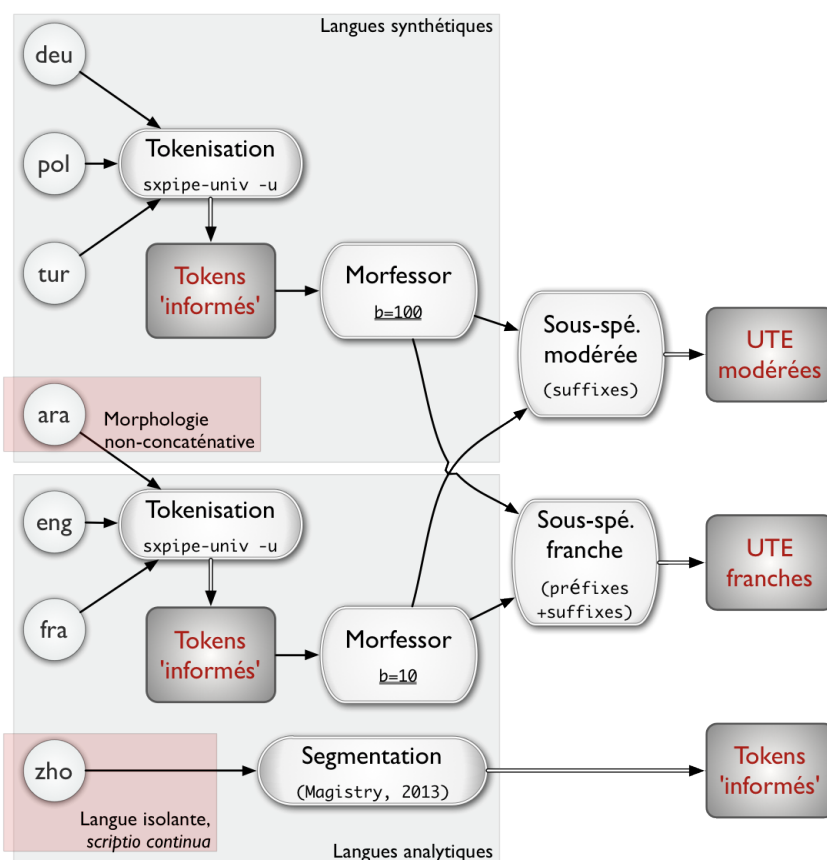 Langues synthétiques
deu
pol
tur
Tokenisation
sxpipe-univ -u
Tokens
'informés'
Morfessor
b=100
Sous-spé.
modérée
(suffixes)
UTE
modérées
ara
Morphologie
non-concaténative
eng
fra
Tokenisation
sxpipe-univ -u
Tokens
'informés'
Morfessor
b=10
Sous-spé.
franche
(préfixes
+suffixes)
UTE
franches
zho
Langue isolante,
scriptio continua
Segmentation
(Magistry, 2013)
Tokens
'informés'
Langues analytiques